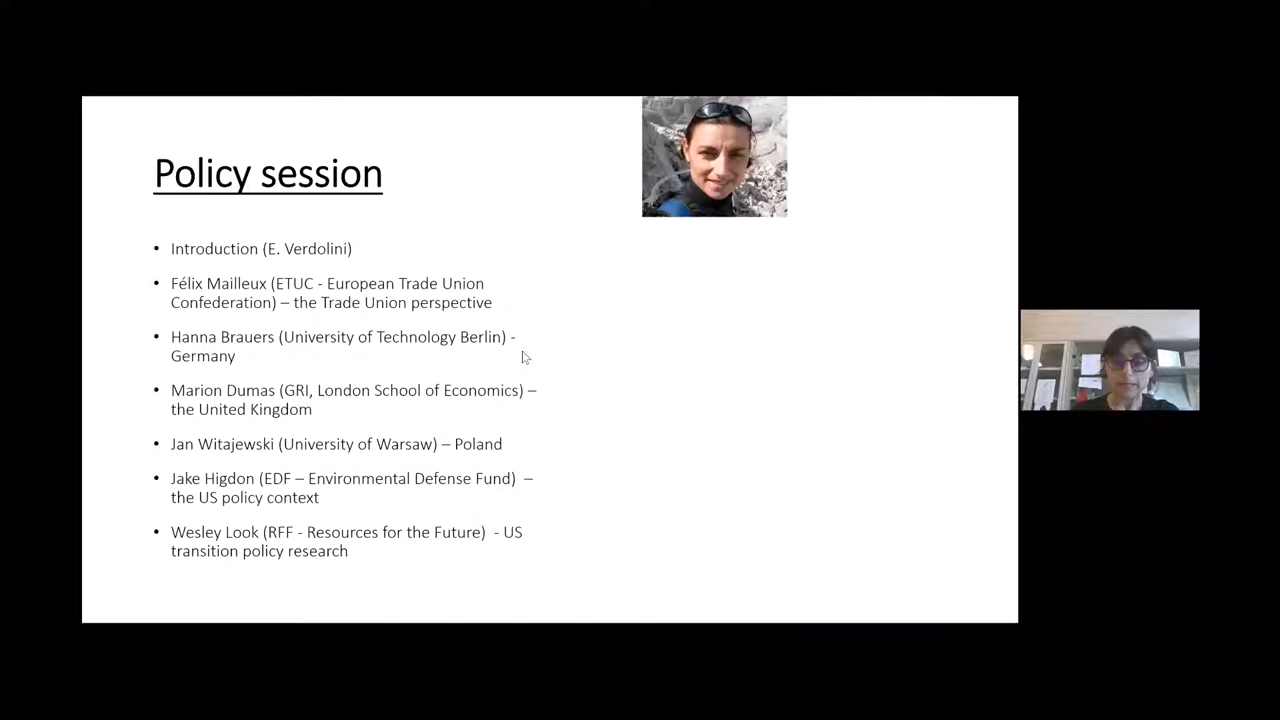 Policy session
• Introduction (E. Verdolini)
• Félix Mailleux (ETUC - European Trade Union
Confederation) – the Trade Union perspective
• Hanna Brauers (University of Technology Berlin) -
Germany
• Marion Dumas (GRI, London School of Economics) –
the United Kingdom
• Jan Witajewski (University of Warsaw) – Poland
• Jake Higdon (EDF – Environmental Defense Fund)  –
the US policy context
• Wesley Look (RFF - Resources for the Future)  - US
transition policy research